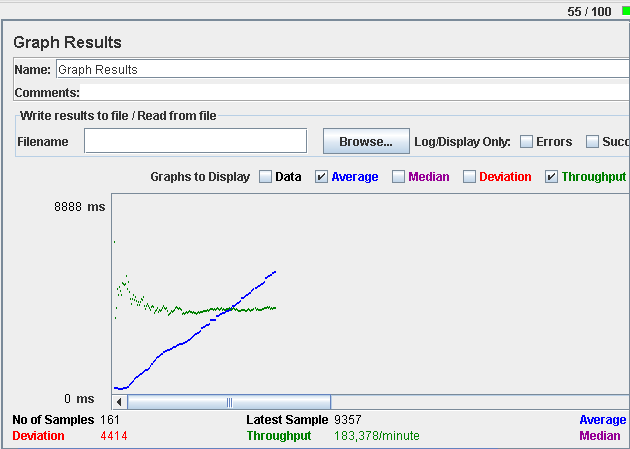 55 / 100
Graph Results
Name: Graph Results
Comments:
Write results to file / Read from file
Filename Browse... Log/Display Only: Errors Succ
Graphs to Display Data Average Median Deviation Throughput
8888 ms
0 ms
No of Samples 161 Latest Sample 9357 Average
Deviation 4414 Throughput 183,378/minute Median